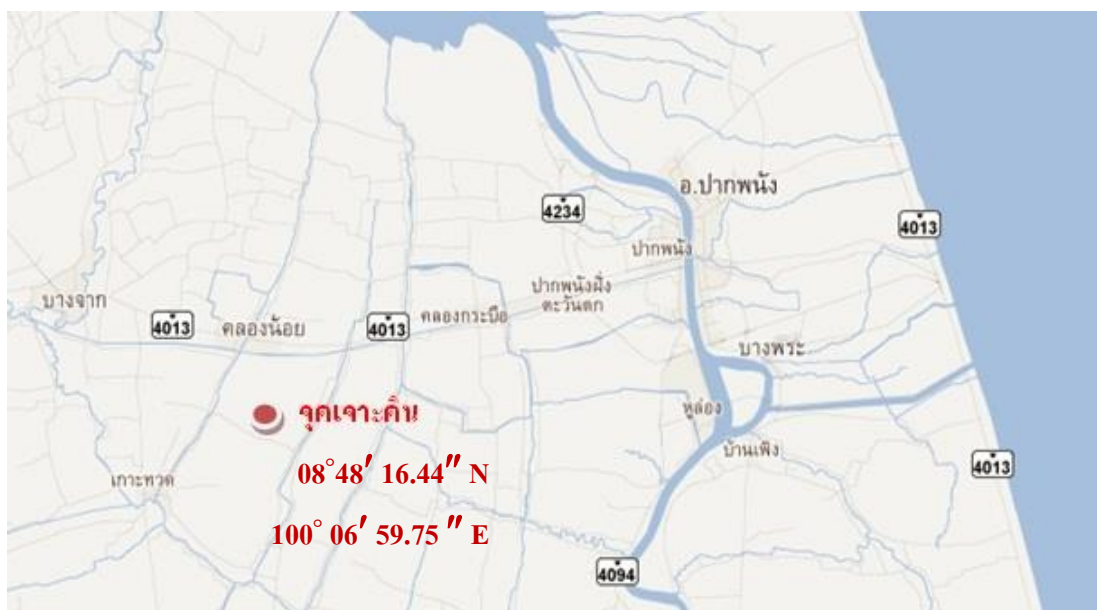 อ.ปากพนัง
4234
4013
ปากพนัง
ปากพนังฝั่ง
ตะวันตก
บางจาก
4013
คลองน้อย
4013
คลองกระบือ
บางพระ
จุดเจาะดิน
หูล่อง
บ้านเพิง
08°48′ 16.44″ N
4013
เกาะทวด
100° 06′ 59.75 ″ E
4094